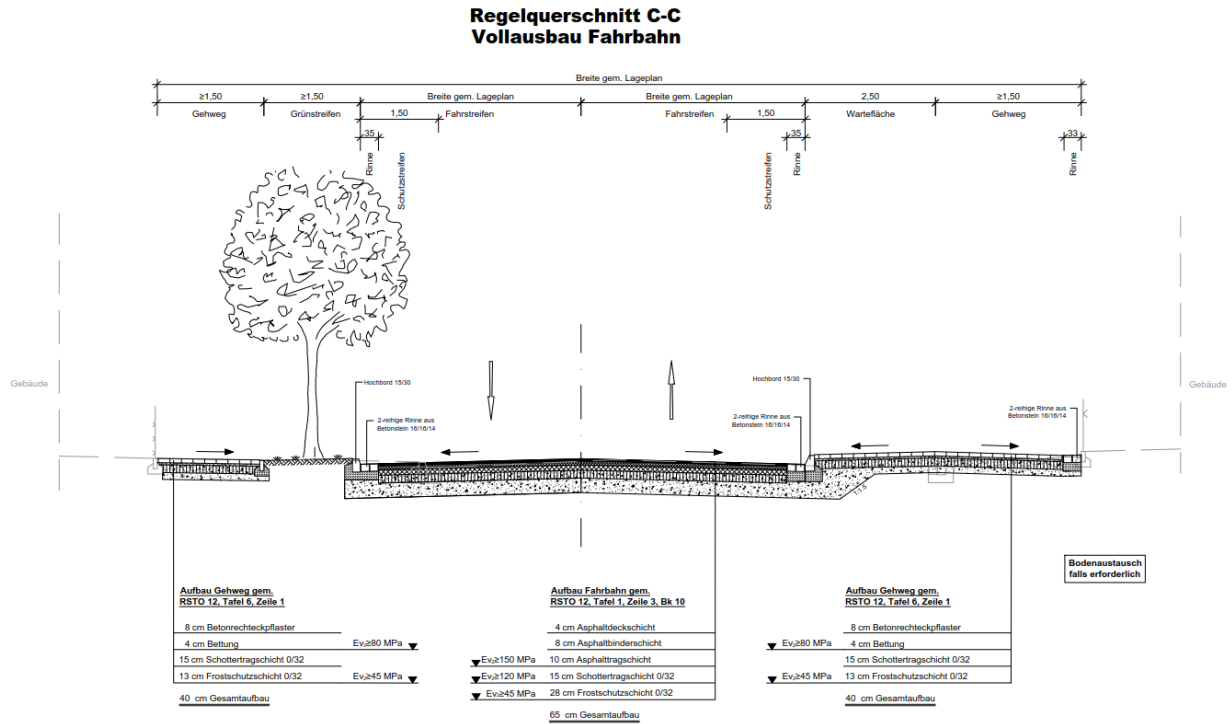 Regelquerschnitt C-C
Vollausbau Fahrbahn
Breite gem. Lageplan
≥1,50
≥1,50
Breite gem. Lageplan
Breite gem. Lageplan
2,50
≥1,50
Gehweg
Grünstreifen
1,50
Fahrstreifen
Fahrstreifen
1,50
Wartefläche
Gehweg
35
35
33
Rinne
Schutzstreifen
Schutzstreifen
Rinne
Rinne
Gebäude
Gebäude
Hochbord 15/30
Hochbord 15/30
2-reihige Rinne aus
Betonstein 16/16/14
2-reihige Rinne aus
Betonstein 16/16/14
2-reihige Rinne aus
Betonstein 16/16/14
1:1,5
Bodenaustausch
falls erforderlich
Aufbau Gehweg gem.
RSTO 12, Tafel 6, Zeile 1
8 cm Betonrechteckpflaster
4 cm Bettung
Ev₂≥80 MPa
15 cm Schottertragschicht 0/32
13 cm Frostschutzschicht 0/32
Ev₂≥45 MPa
40 cm Gesamtaufbau
Aufbau Fahrbahn gem.
RSTO 12, Tafel 1, Zeile 3, Bk 10
4 cm Asphaltdeckschicht
8 cm Asphaltbinderschicht
Ev₂≥150 MPa 10 cm Asphalttragschicht
Ev₂≥120 MPa 15 cm Schottertragschicht 0/32
Ev₂≥45 MPa 28 cm Frostschutzschicht 0/32
65 cm Gesamtaufbau
Aufbau Gehweg gem.
RSTO 12, Tafel 6, Zeile 1
8 cm Betonrechteckpflaster
Ev₂≥80 MPa 4 cm Bettung
15 cm Schottertragschicht 0/32
Ev₂≥45 MPa 13 cm Frostschutzschicht 0/32
40 cm Gesamtaufbau